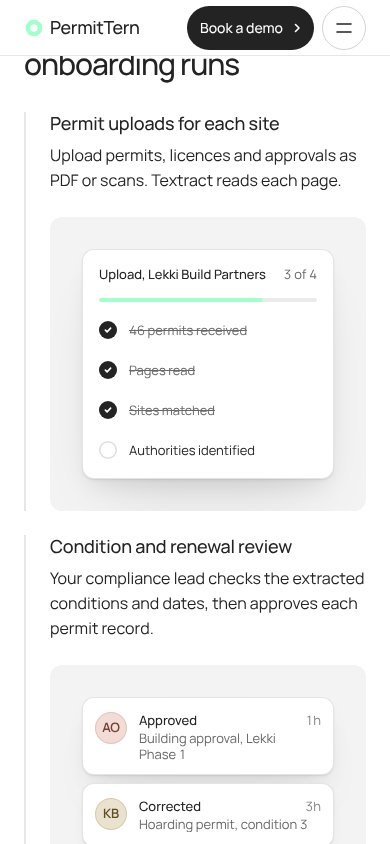 PermitTern
Book a demo
onboarding runs
Permit uploads for each site
Upload permits, licences and approvals as
PDF or scans. Textract reads each page.
Upload, Lekki Build Partners 3 of 4
46 permits received
Pages read
Sites matched
Authorities identified
Condition and renewal review
Your compliance lead checks the extracted
conditions and dates, then approves each
permit record.
AO
Approved 1h
Building approval, Lekki
Phase 1
KB
Corrected 3h
Hoarding permit, condition 3